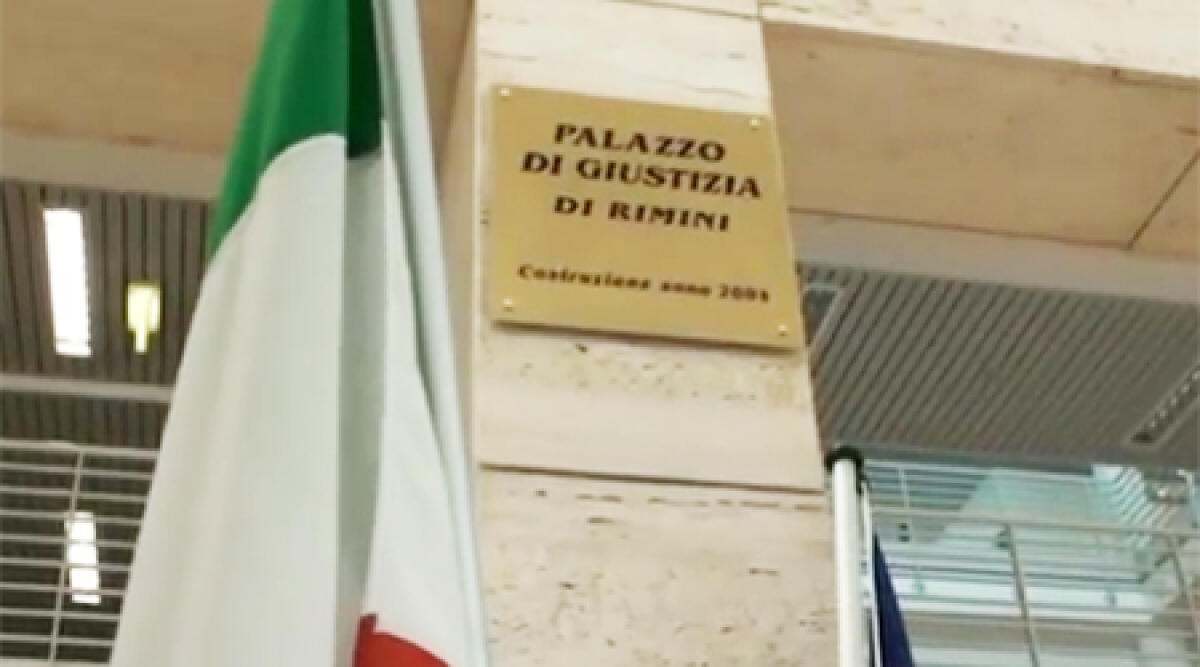 PALAZZO
DI GIUSTIZIA
DI RIMINI
Costruzione anno